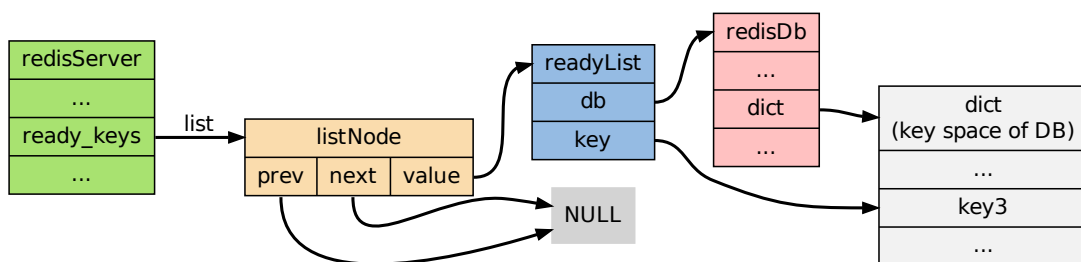 redisServer
...
ready_keys
...
list
listNode
prev
next
value
readyList
db
key
NULL
redisDb
...
dict
...
dict
(key space of DB)
...
key3
...